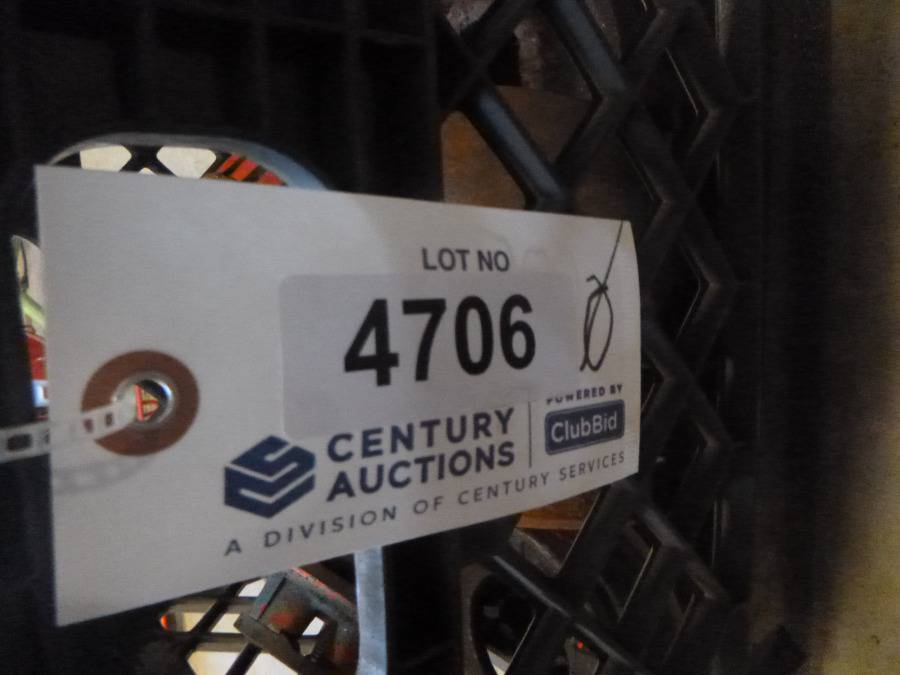 LOT NO
4706
POWERED BY
ClubBid
CENTURY
AUCTIONS
A DIVISION OF CENTURY SERVICES